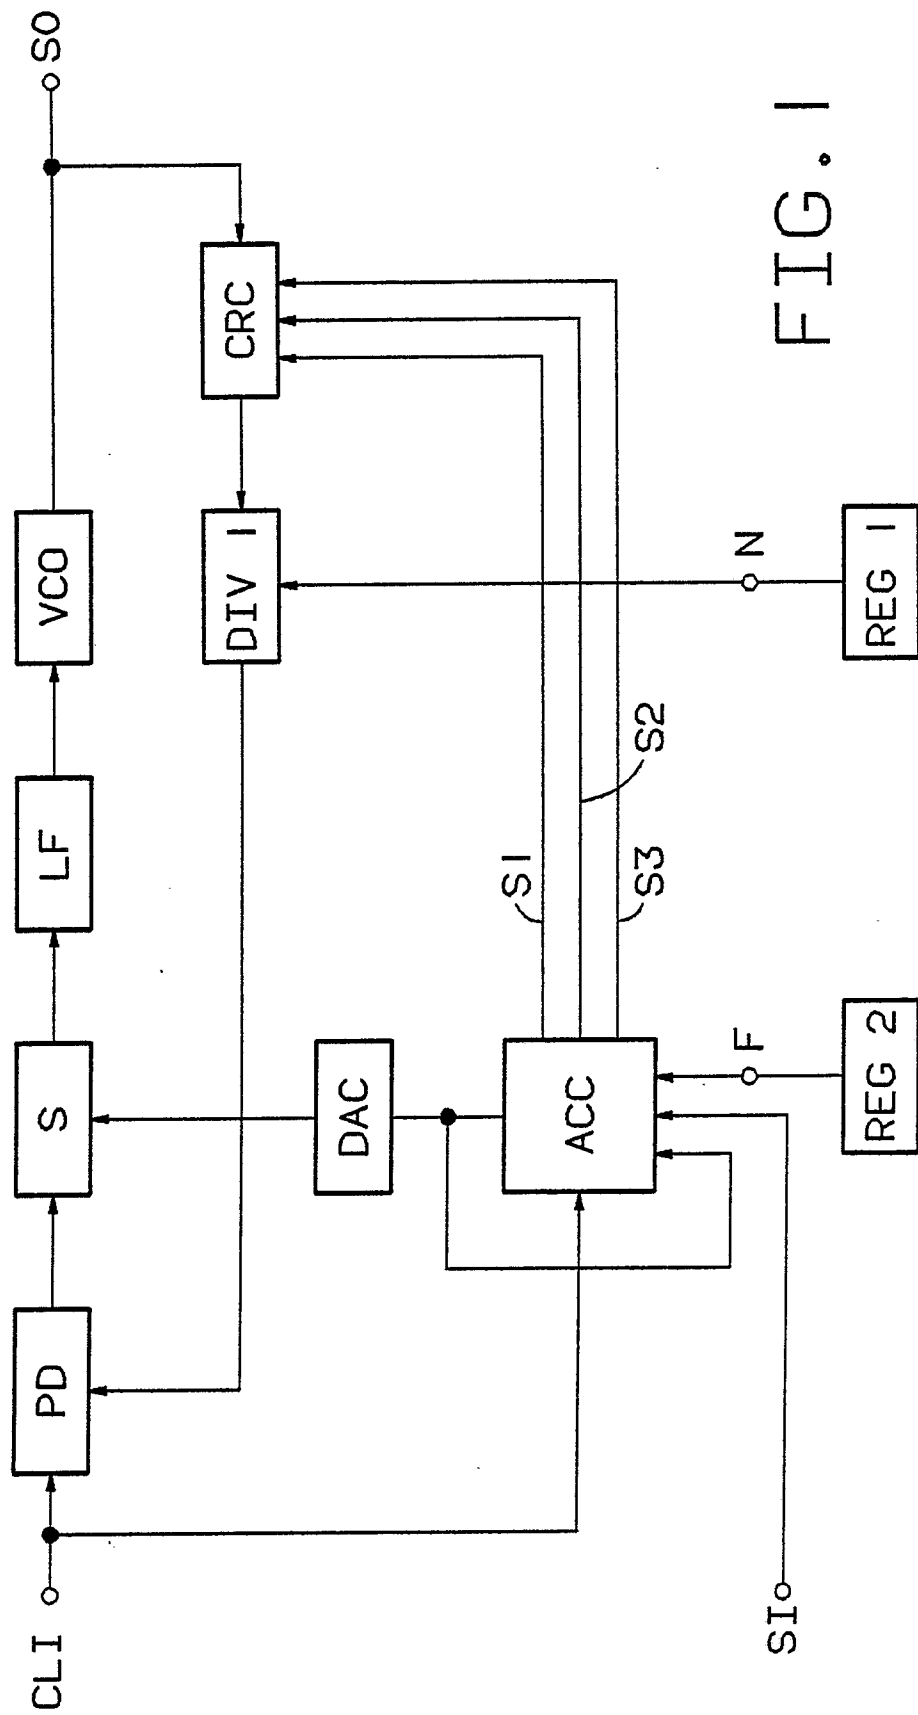 CLI
PD
S
LF
VCO
SO
DIV 1
CRC
DAC
ACC
S1
S2
S3
F
N
SI
REG 2
REG 1
FIG. 1